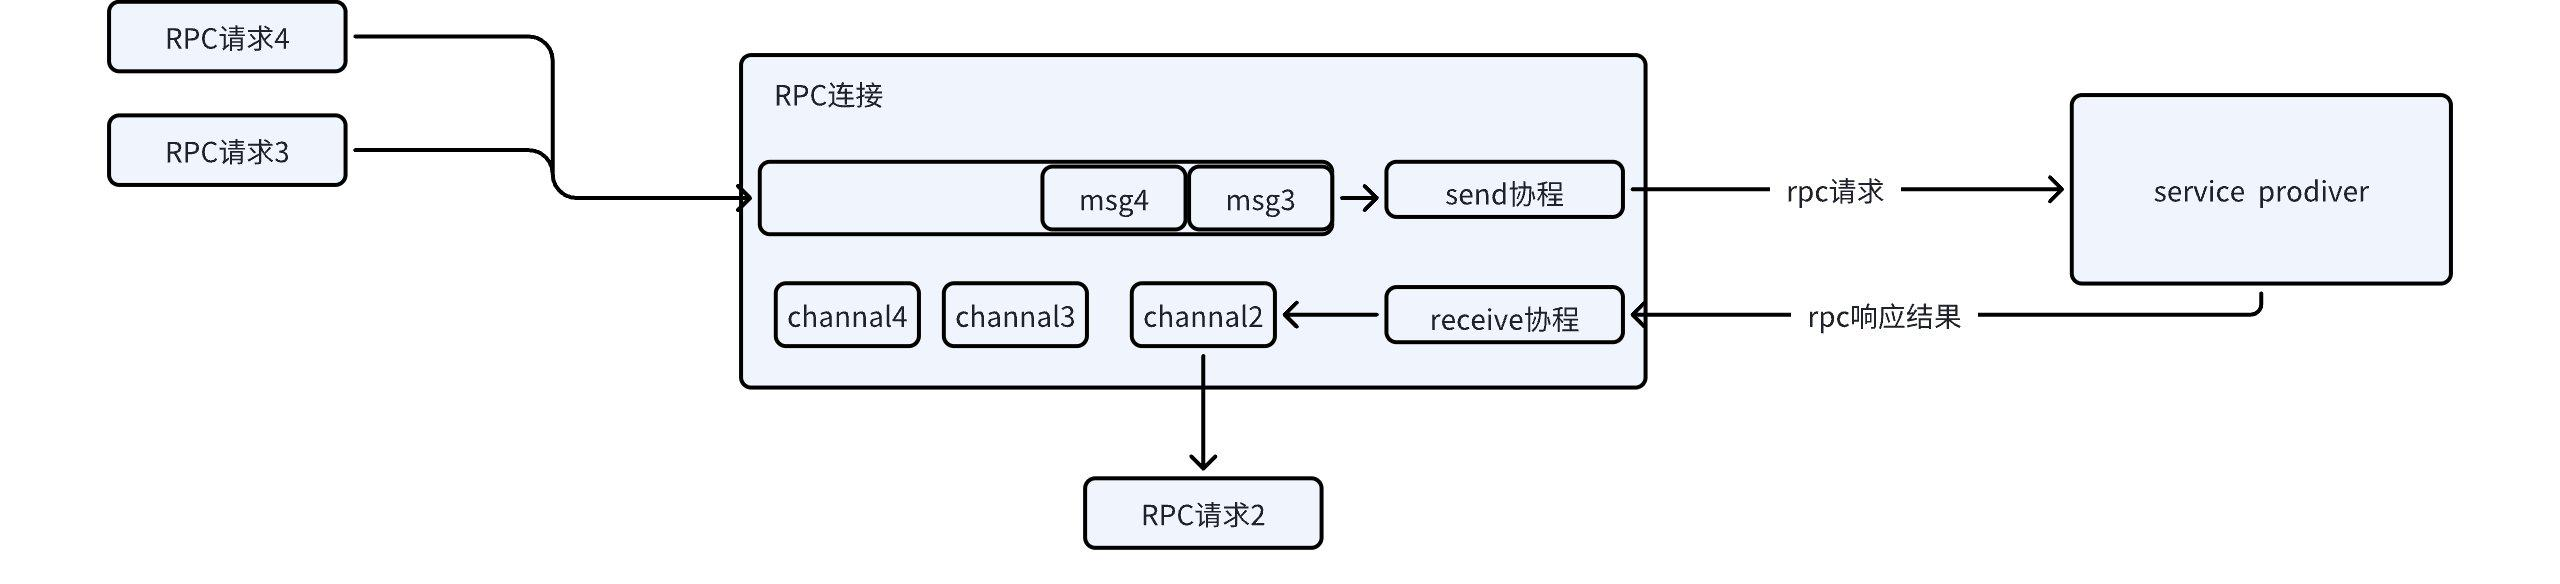 RPC请求4
RPC请求3
RPC连接
msg4
msg3
send协程
rpc请求
service prodiver
channal4
channal3
channal2
receive协程
rpc响应结果
RPC请求2